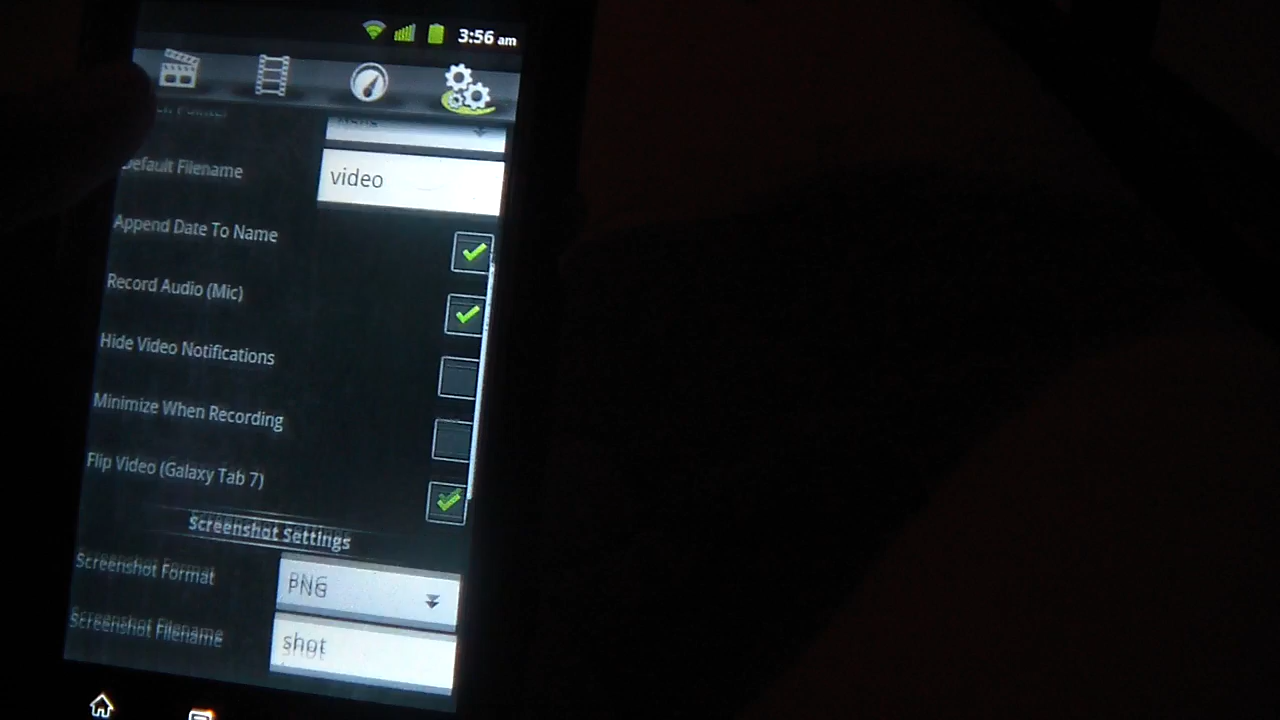 3:56 am
Default Filename
video
Append Date To Name
Record Audio (Mic)
Hide Video Notifications
Minimize When Recording
Flip Video (Galaxy Tab 7)
Screenshot Settings
Screenshot Format
PNG
Screenshot Filename
shot